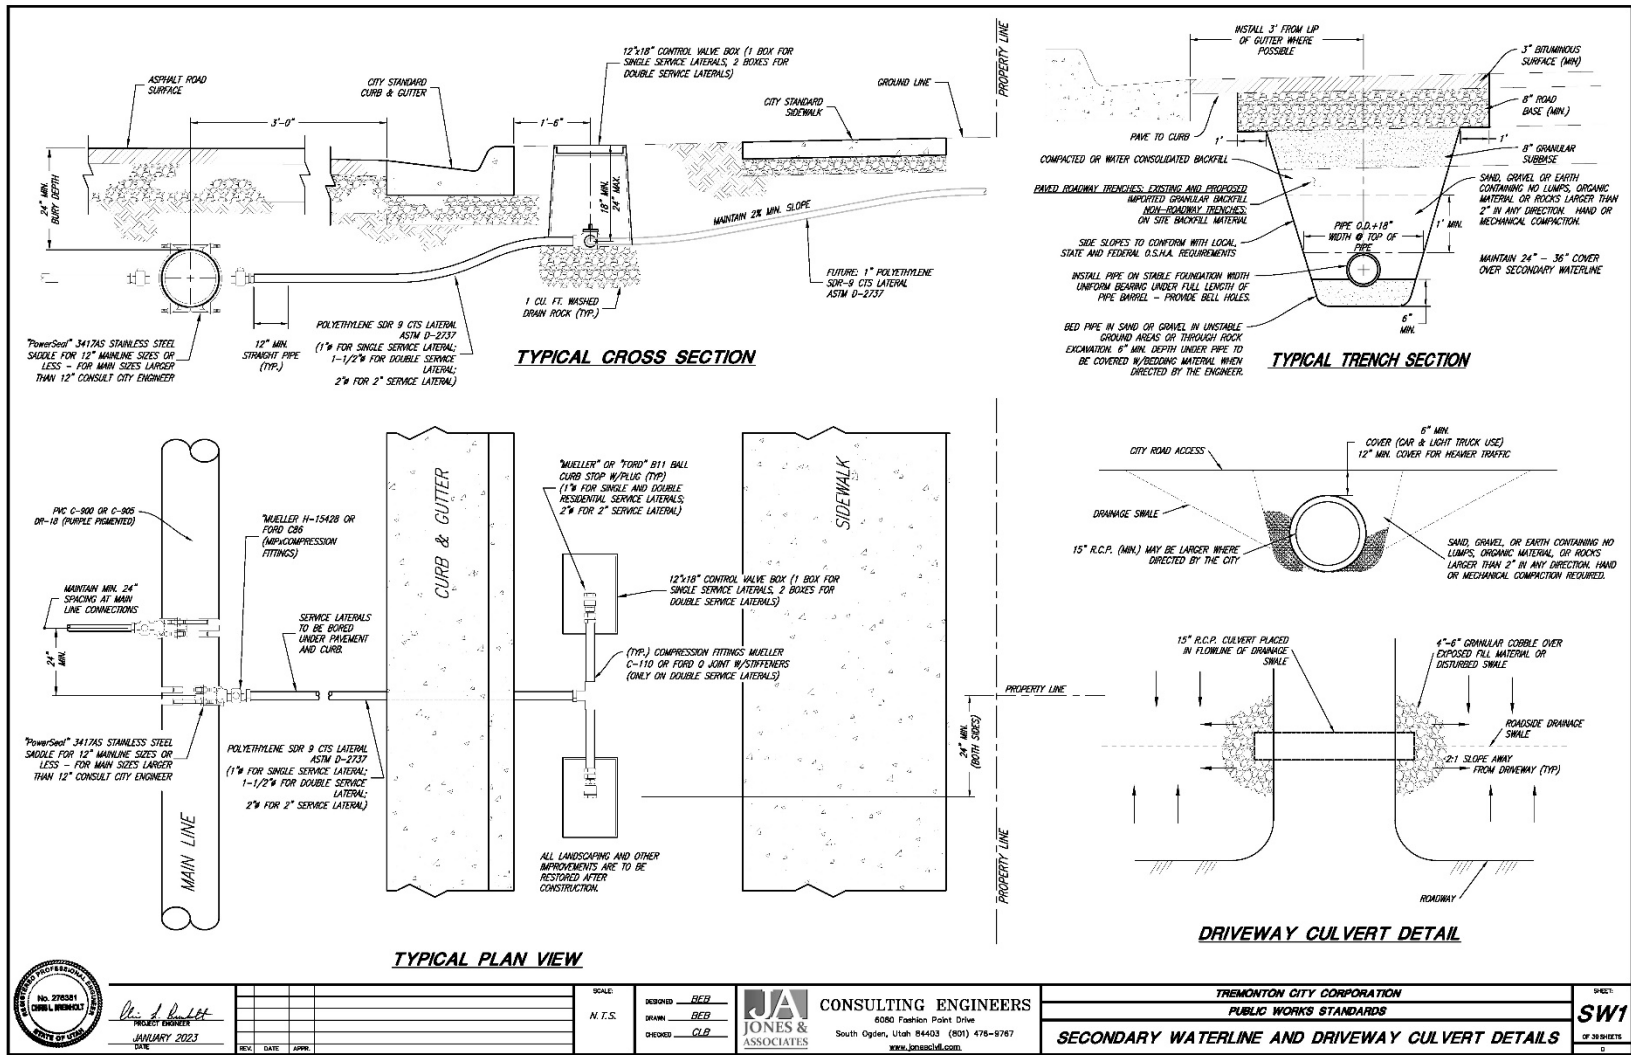 ASPHALT ROAD
SURFACE
CITY STANDARD
CURB & GUTTER
12"x18" CONTROL VALVE BOX (1 BOX FOR
SINGLE SERVICE LATERALS, 2 BOXES FOR
DOUBLE SERVICE LATERALS)
GROUND LINE
CITY STANDARD
SIDEWALK
PROPERTY LINE
3'-0"
1'-6"
24" MIN.
BURY DEPTH
18" MIN.
24" MAX.
MAINTAIN 2% MIN. SLOPE
FUTURE: 1" POLYETHYLENE
SDR-9 CTS LATERAL
ASTM D-2737
1 CU. FT. WASHED
DRAIN ROCK (TYP.)
"PowerSeal" 3417AS STAINLESS STEEL
SADDLE FOR 12" MAINLINE SIZES OR
LESS - FOR MAIN SIZES LARGER
THAN 12" CONSULT CITY ENGINEER
12" MIN.
STRAIGHT PIPE
(TYP.)
POLYETHYLENE SDR 9 CTS LATERAL
ASTM D-2737
(1"ø FOR SINGLE SERVICE LATERAL;
1-1/2"ø FOR DOUBLE SERVICE
LATERAL;
2"ø FOR 2" SERVICE LATERAL)
TYPICAL CROSS SECTION
INSTALL 3' FROM LIP
OF GUTTER WHERE
POSSIBLE
3" BITUMINOUS
SURFACE (MIN)
8" ROAD
BASE (MIN.)
PAVE TO CURB
1'
1'
COMPACTED OR WATER CONSOLIDATED BACKFILL
8" GRANULAR
SUBBASE
PAVED ROADWAY TRENCHES: EXISTING AND PROPOSED
IMPORTED GRANULAR BACKFILL
NON-ROADWAY TRENCHES:
ON SITE BACKFILL MATERIAL
SAND, GRAVEL OR EARTH
CONTAINING NO LUMPS, ORGANIC
MATERIAL OR ROCKS LARGER THAN
2" IN ANY DIRECTION. HAND OR
MECHANICAL COMPACTION.
PIPE O.D.+18"
WIDTH @ TOP OF
PIPE
1' MIN.
SIDE SLOPES TO CONFORM WITH LOCAL,
STATE AND FEDERAL O.S.H.A. REQUIREMENTS
MAINTAIN 24" - 36" COVER
OVER SECONDARY WATERLINE
INSTALL PIPE ON STABLE FOUNDATION WIDTH
UNIFORM BEARING UNDER FULL LENGTH OF
PIPE BARREL - PROVIDE BELL HOLES.
6"
MIN.
BED PIPE IN SAND OR GRAVEL IN UNSTABLE
GROUND AREAS OR THROUGH ROCK
EXCAVATION. 6" MIN. DEPTH UNDER PIPE TO
BE COVERED W/BEDDING MATERIAL WHEN
DIRECTED BY THE ENGINEER.
TYPICAL TRENCH SECTION
PVC C-900 OR C-905
DR-18 (PURPLE PIGMENTED)
"MUELLER H-15428 OR
FORD C86
(MIPxCOMPRESSION
FITTINGS)
CURB & GUTTER
"MUELLER" OR "FORD" B11 BALL
CURB STOP W/PLUG (TYP)
(1"ø FOR SINGLE AND DOUBLE
RESIDENTIAL SERVICE LATERALS;
2"ø FOR 2" SERVICE LATERAL)
SIDEWALK
12"x18" CONTROL VALVE BOX (1 BOX FOR
SINGLE SERVICE LATERALS, 2 BOXES FOR
DOUBLE SERVICE LATERALS)
MAINTAIN MIN. 24"
SPACING AT MAIN
LINE CONNECTIONS
24"
MIN.
SERVICE LATERALS
TO BE BORED
UNDER PAVEMENT
AND CURB.
(TYP.) COMPRESSION FITTINGS MUELLER
C-110 OR FORD Q JOINT W/STIFFENERS
(ONLY ON DOUBLE SERVICE LATERALS)
PROPERTY LINE
"PowerSeal" 3417AS STAINLESS STEEL
SADDLE FOR 12" MAINLINE SIZES OR
LESS - FOR MAIN SIZES LARGER
THAN 12" CONSULT CITY ENGINEER
POLYETHYLENE SDR 9 CTS LATERAL
ASTM D-2737
(1"ø FOR SINGLE SERVICE LATERAL;
1-1/2"ø FOR DOUBLE SERVICE
LATERAL;
2"ø FOR 2" SERVICE LATERAL)
24" MIN.
(BOTH SIDES)
MAIN LINE
ALL LANDSCAPING AND OTHER
IMPROVEMENTS ARE TO BE
RESTORED AFTER
CONSTRUCTION.
PROPERTY LINE
TYPICAL PLAN VIEW
6" MIN.
COVER (CAR & LIGHT TRUCK USE)
12" MIN. COVER FOR HEAVIER TRAFFIC
CITY ROAD ACCESS
DRAINAGE SWALE
15" R.C.P. (MIN.) MAY BE LARGER WHERE
DIRECTED BY THE CITY
SAND, GRAVEL, OR EARTH CONTAINING NO
LUMPS, ORGANIC MATERIAL, OR ROCKS
LARGER THAN 2" IN ANY DIRECTION. HAND
OR MECHANICAL COMPACTION REQUIRED.
15" R.C.P. CULVERT PLACED
IN FLOWLINE OF DRAINAGE
SWALE
4"-6" GRANULAR COBBLE OVER
EXPOSED FILL MATERIAL OR
DISTURBED SWALE
ROADSIDE DRAINAGE
SWALE
2:1 SLOPE AWAY
FROM DRIVEWAY (TYP)
ROADWAY
DRIVEWAY CULVERT DETAIL
REGISTERED PROFESSIONAL ENGINEER
No. 276381
STATE OF UTAH
PROJECT ENGINEER
JANUARY 2023
DATE
REV. DATE APPR.
SCALE:
N.T.S.
DESIGNED BEB
DRAWN BEB
CHECKED CLB
JA
JONES &
ASSOCIATES
CONSULTING ENGINEERS
6080 Fashion Point Drive
South Ogden, Utah 84403 (801) 476-9767
www.jonescivil.com
TREMONTON CITY CORPORATION
PUBLIC WORKS STANDARDS
SECONDARY WATERLINE AND DRIVEWAY CULVERT DETAILS
SHEET:
SW1
OF 39 SHEETS